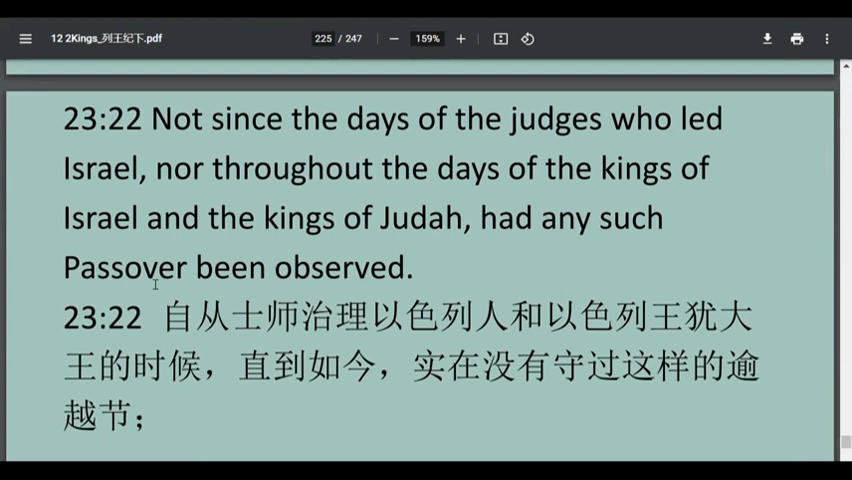 12 2Kings_列王纪下.pdf 225 / 247 159%
23:22 Not since the days of the judges who led
Israel, nor throughout the days of the kings of
Israel and the kings of Judah, had any such
Passover been observed.
23:22 自从士师治理以色列人和以色列王犹大
王的时候，直到如今，实在没有守过这样的逾
越节；